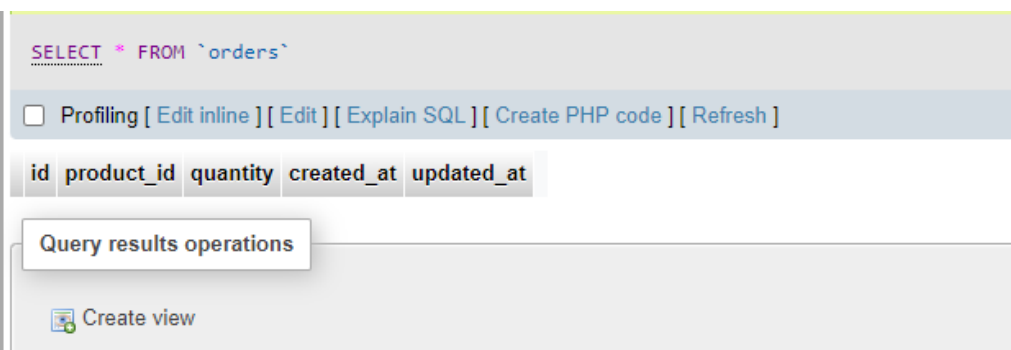 SELECT * FROM `orders`
Profiling [ Edit inline ] [ Edit ] [ Explain SQL ] [ Create PHP code ] [ Refresh ]
id product_id quantity created_at updated_at
Query results operations
Create view